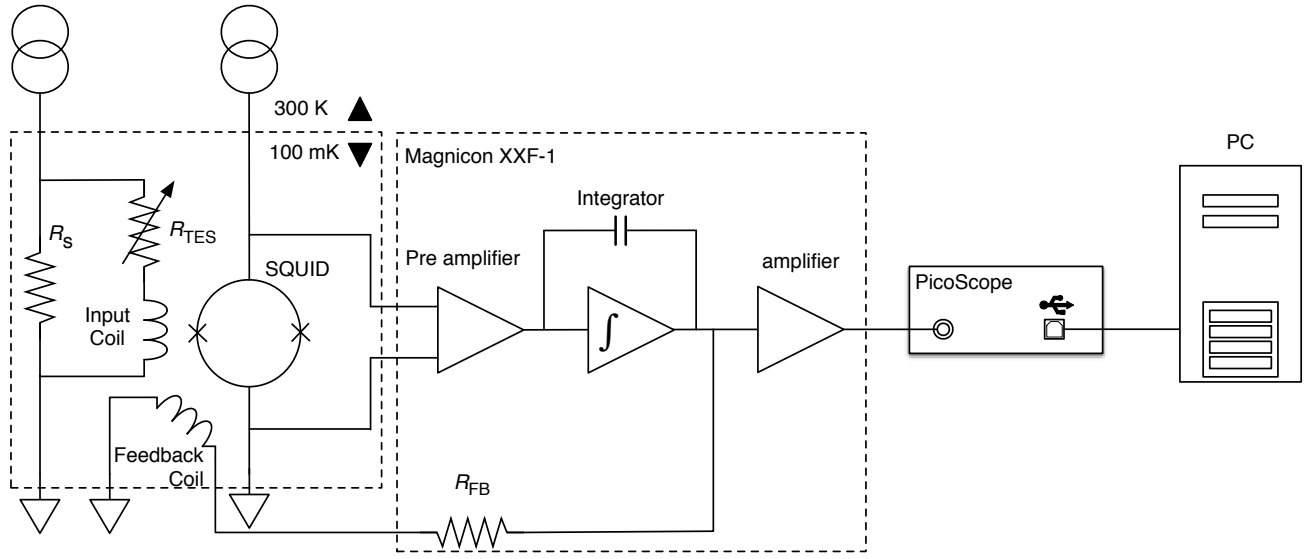 300 K
100 mK
Magnicon XXF-1
PC
Integrator
R_S
R_TES
SQUID
Pre amplifier
amplifier
PicoScope
Input
Coil
∫
Feedback
Coil
R_FB